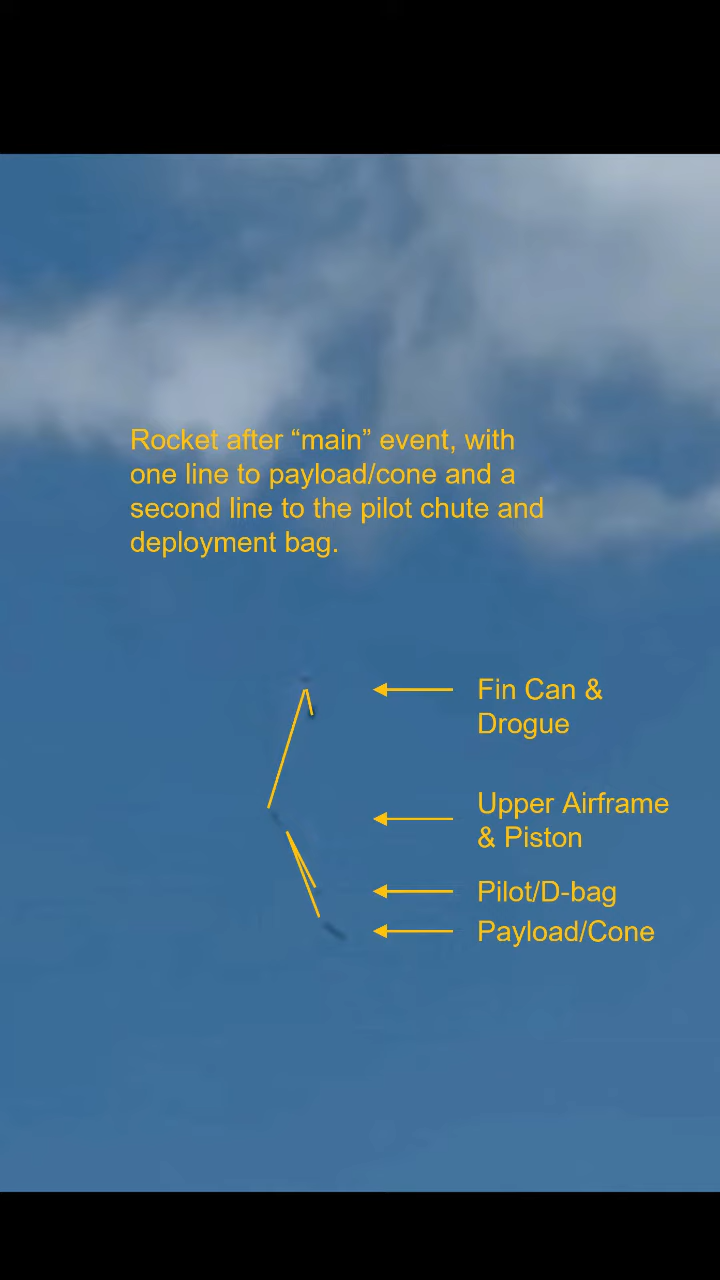 Rocket after “main” event, with
one line to payload/cone and a
second line to the pilot chute and
deployment bag.
Fin Can &
Drogue
Upper Airframe
& Piston
Pilot/D-bag
Payload/Cone